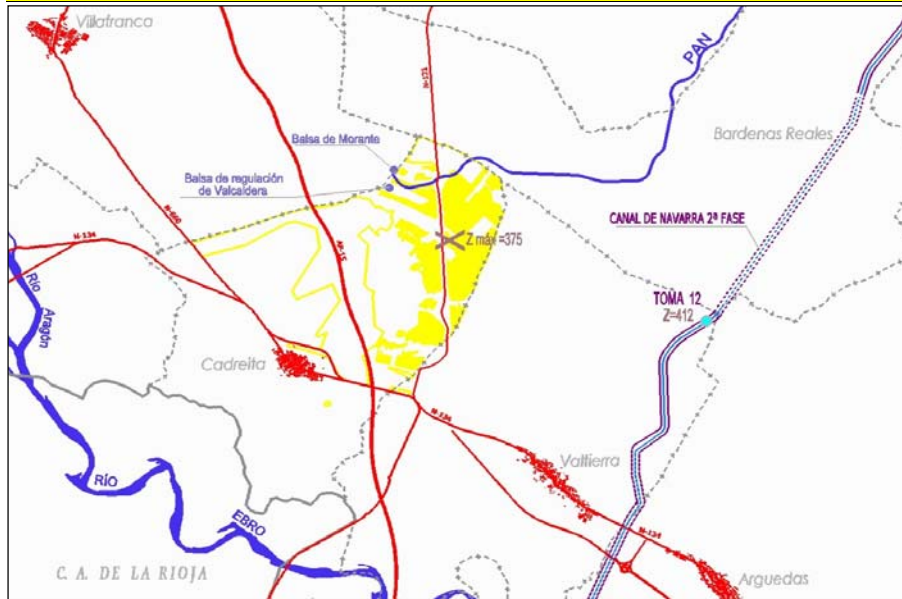 Villafranca
PAN
N-121
Bardenas Reales
Balsa de Morante
Balsa de regulación
de Valcaldera
N-660
CANAL DE NAVARRA 2ª FASE
N-134
AP-15
Z máx=375
TOMA 12
Z=412
Río
Aragón
Cadreita
N-134
Valtierra
RÍO
EBRO
N-134
C. A. DE LA RIOJA
Arguedas